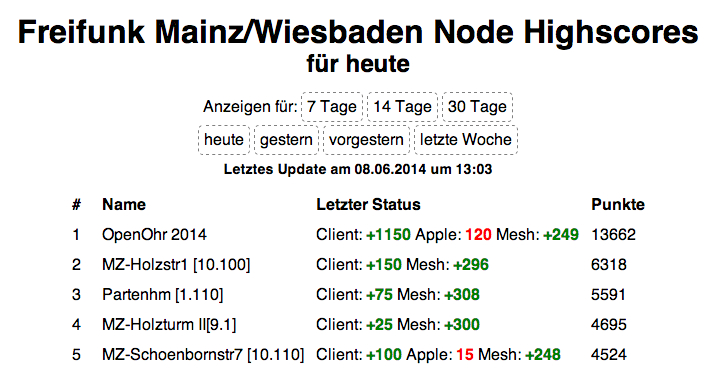 Freifunk Mainz/Wiesbaden Node Highscores
für heute
Anzeigen für: 7 Tage 14 Tage 30 Tage
heute gestern vorgestern letzte Woche
Letztes Update am 08.06.2014 um 13:03
# Name Letzter Status Punkte
1 OpenOhr 2014 Client: +1150 Apple: 120 Mesh: +249 13662
2 MZ-Holzstr1 [10.100] Client: +150 Mesh: +296 6318
3 Partenhm [1.110] Client: +75 Mesh: +308 5591
4 MZ-Holzturm II[9.1] Client: +25 Mesh: +300 4695
5 MZ-Schoenbornstr7 [10.110] Client: +100 Apple: 15 Mesh: +248 4524